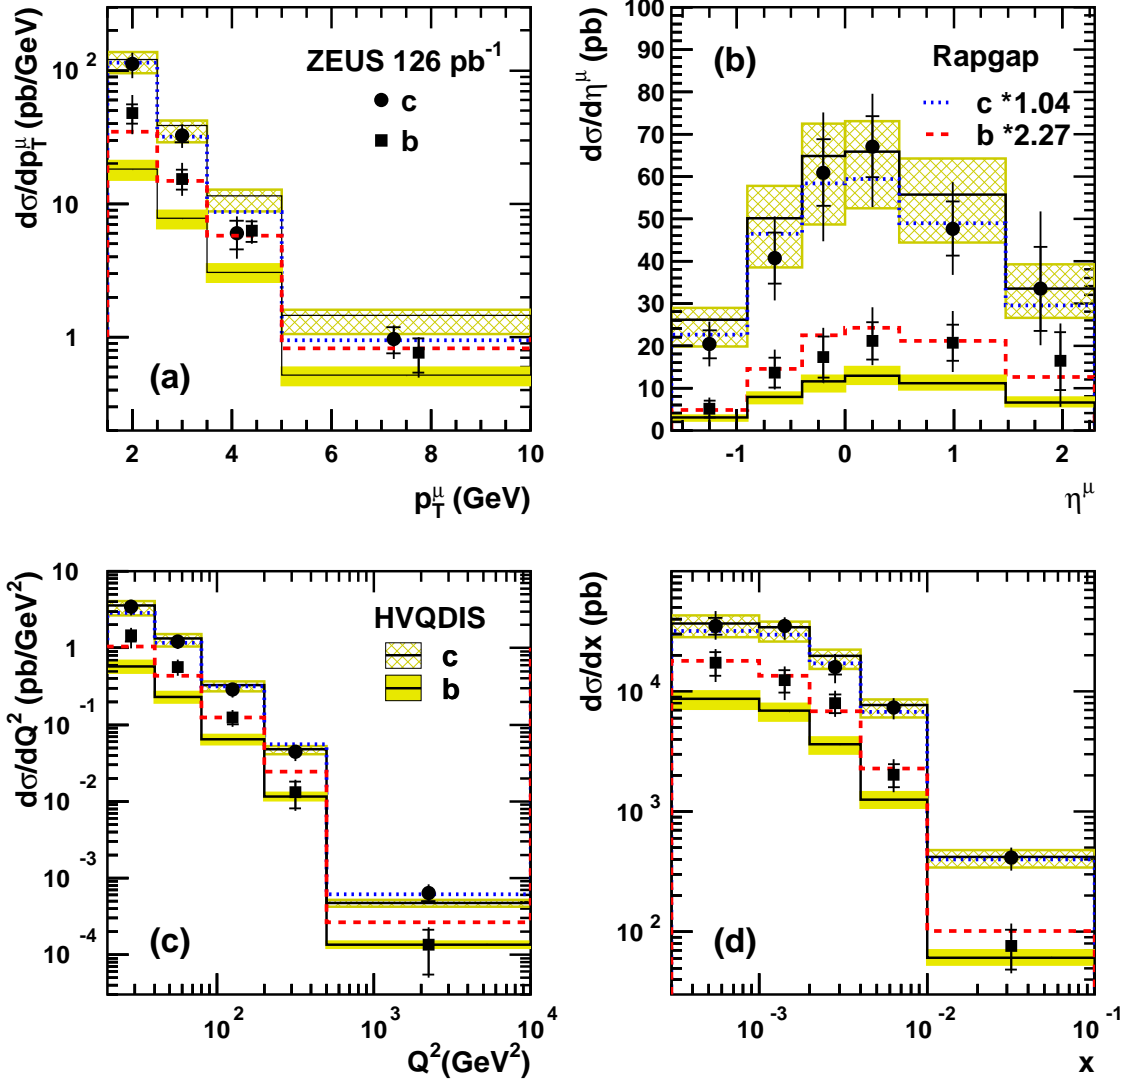 dσ/dp_T^μ (pb/GeV)
10^2
10
1
ZEUS 126 pb^-1
c
b
(a)
2 4 6 8 10
p_T^μ (GeV)
dσ/dη^μ (pb)
100
90
80
70
60
50
40
30
20
10
0
(b)
Rapgap
c *1.04
b *2.27
-1 0 1 2
η^μ
dσ/dQ^2 (pb/GeV^2)
10
1
10^-1
10^-2
10^-3
10^-4
HVQDIS
c
b
(c)
10^2 10^3 10^4
Q^2(GeV^2)
dσ/dx (pb)
10^4
10^3
10^2
(d)
10^-3 10^-2 10^-1
x